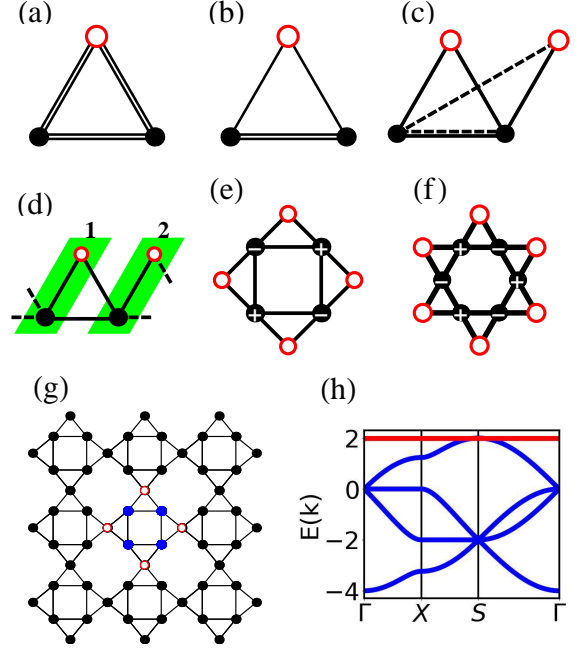 (a) (b) (c)
(d) 1 2 (e) (f)
− +
+ −
+ −
− +
+ −
(g) (h)
E(k)
2
0
−2
−4
Γ X S Γ